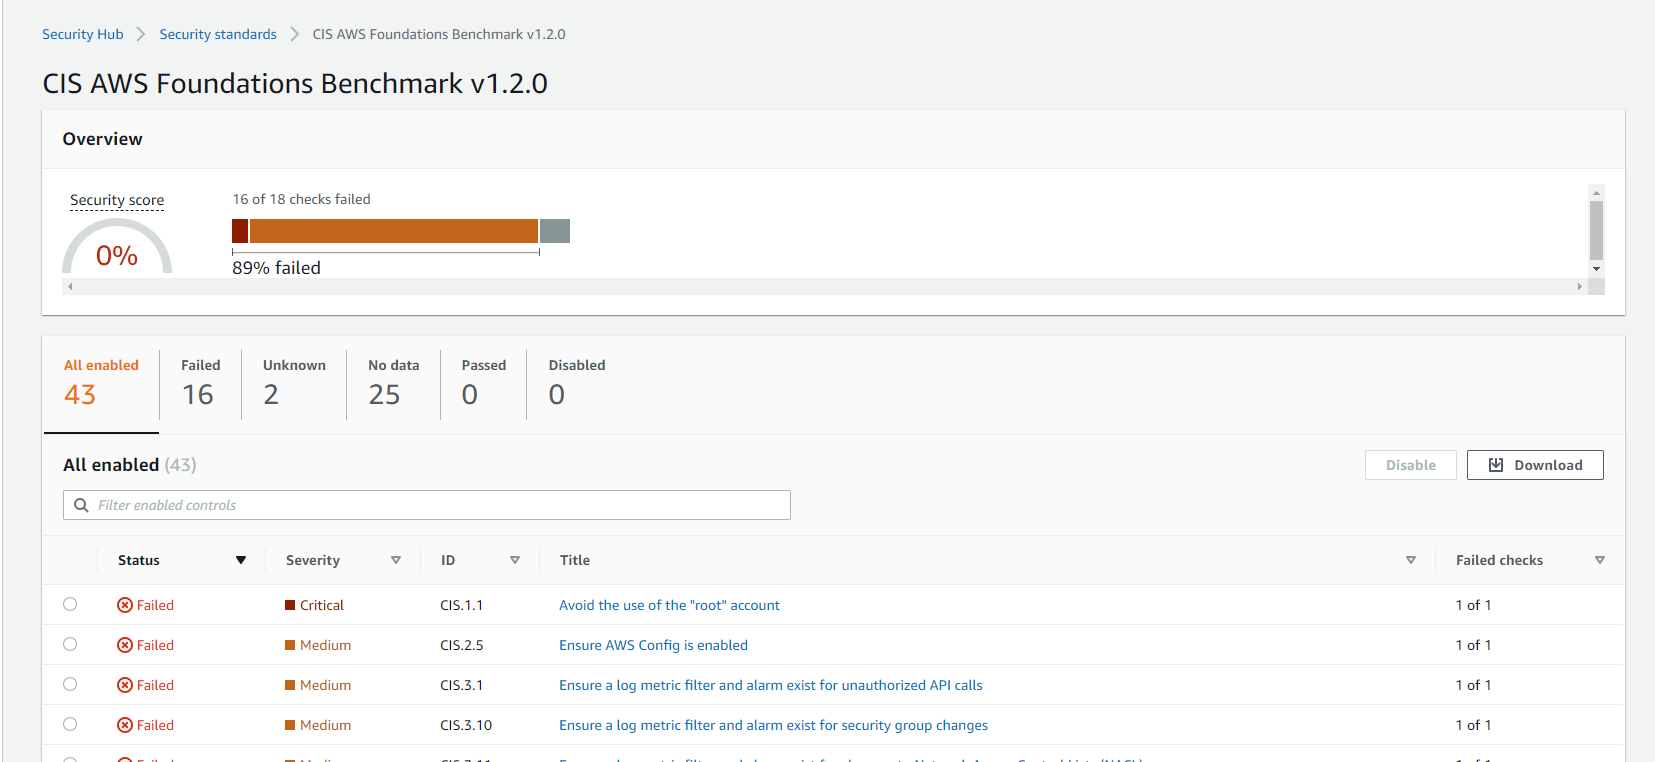 Security Hub > Security standards > CIS AWS Foundations Benchmark v1.2.0
CIS AWS Foundations Benchmark v1.2.0
Overview
Security score
0%
16 of 18 checks failed
89% failed
All enabled Failed Unknown No data Passed Disabled
43 16 2 25 0 0
All enabled (43)
Disable Download
Filter enabled controls
Status Severity ID Title Failed checks
Failed Critical CIS.1.1 Avoid the use of the "root" account 1 of 1
Failed Medium CIS.2.5 Ensure AWS Config is enabled 1 of 1
Failed Medium CIS.3.1 Ensure a log metric filter and alarm exist for unauthorized API calls 1 of 1
Failed Medium CIS.3.10 Ensure a log metric filter and alarm exist for security group changes 1 of 1